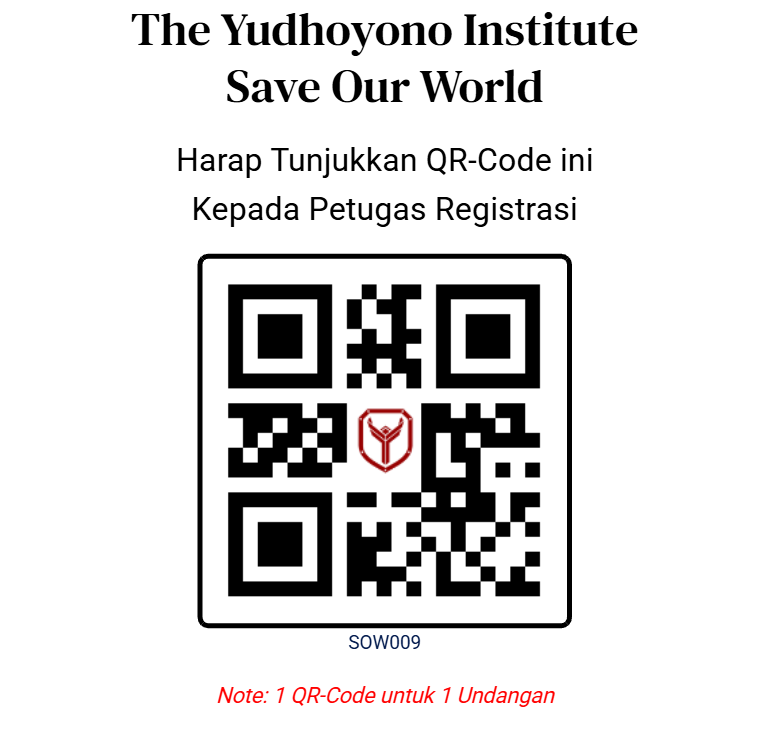 The Yudhoyono Institute
Save Our World
Harap Tunjukkan QR-Code ini
Kepada Petugas Registrasi
SOW009
Note: 1 QR-Code untuk 1 Undangan